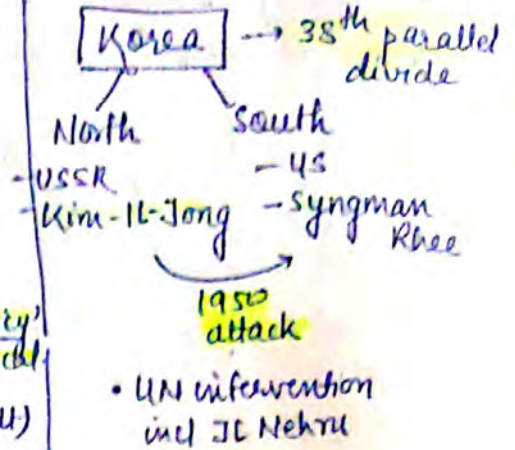 Korea → 38th parallel
divide
North South
- USSR - US
- Kim-Il-Jong - Syngman
Rhee
1950
attack
• UN intervention
incl JL Nehru